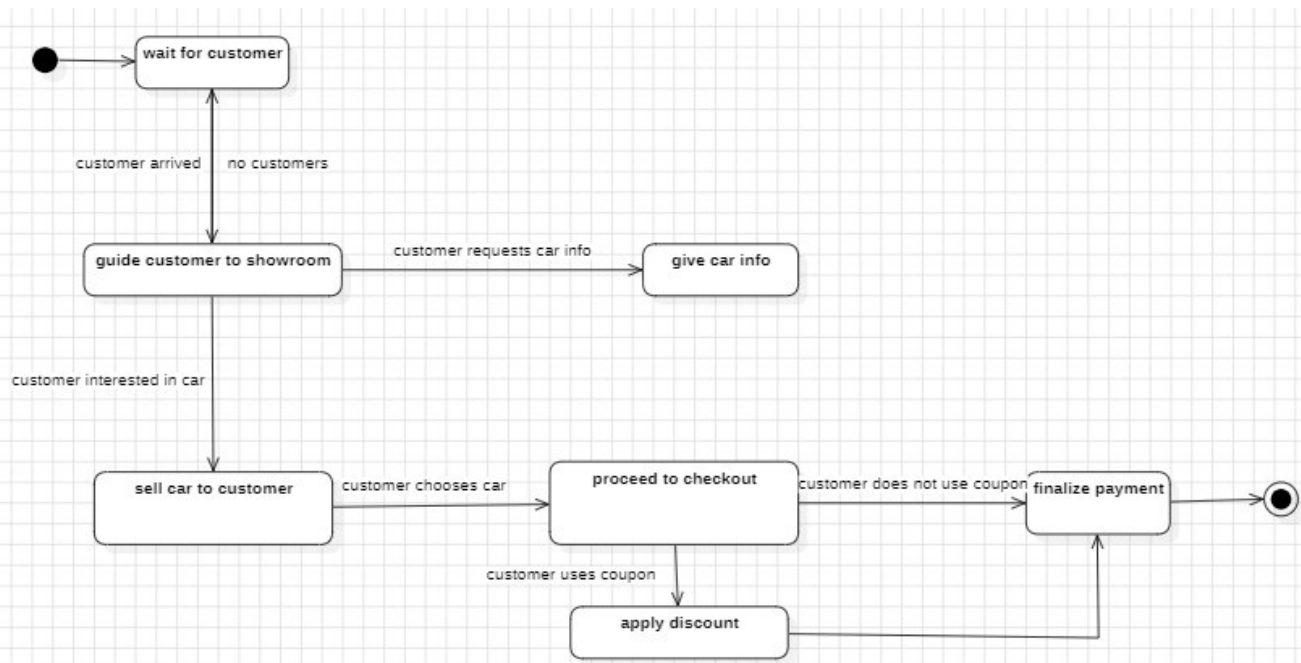 wait for customer
customer arrived
no customers
guide customer to showroom
customer requests car info
give car info
customer interested in car
sell car to customer
customer chooses car
proceed to checkout
customer does not use coupon
finalize payment
customer uses coupon
apply discount